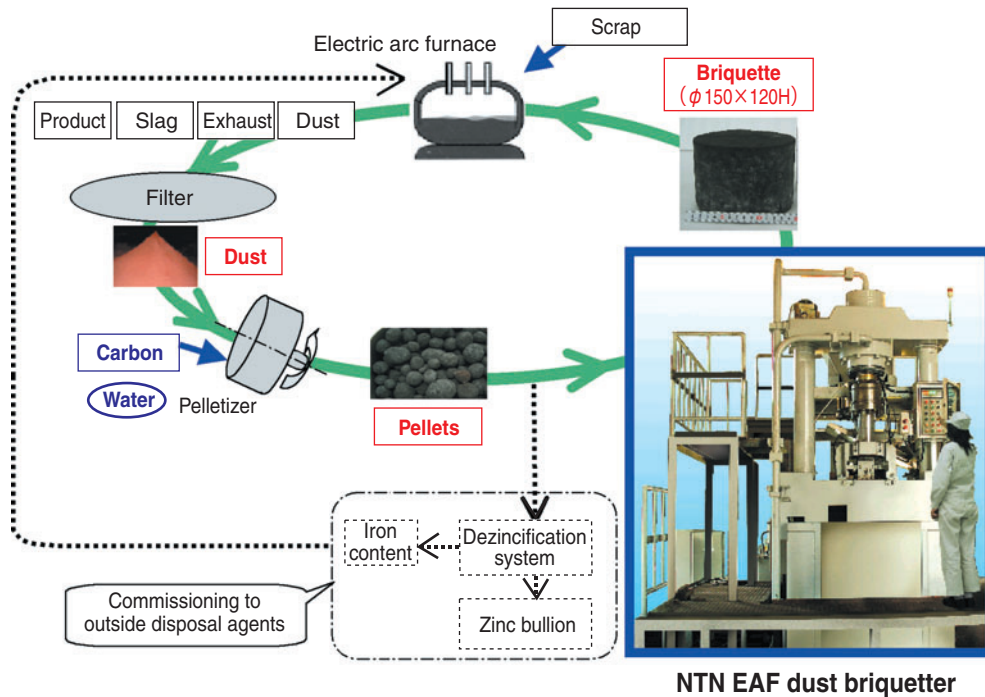 Electric arc furnace
Scrap
Briquette
(φ150×120H)
Product
Slag
Exhaust
Dust
Filter
Dust
Carbon
Water
Pelletizer
Pellets
Iron
content
Dezincification
system
Zinc bullion
Commissioning to
outside disposal agents
NTN EAF dust briquetter